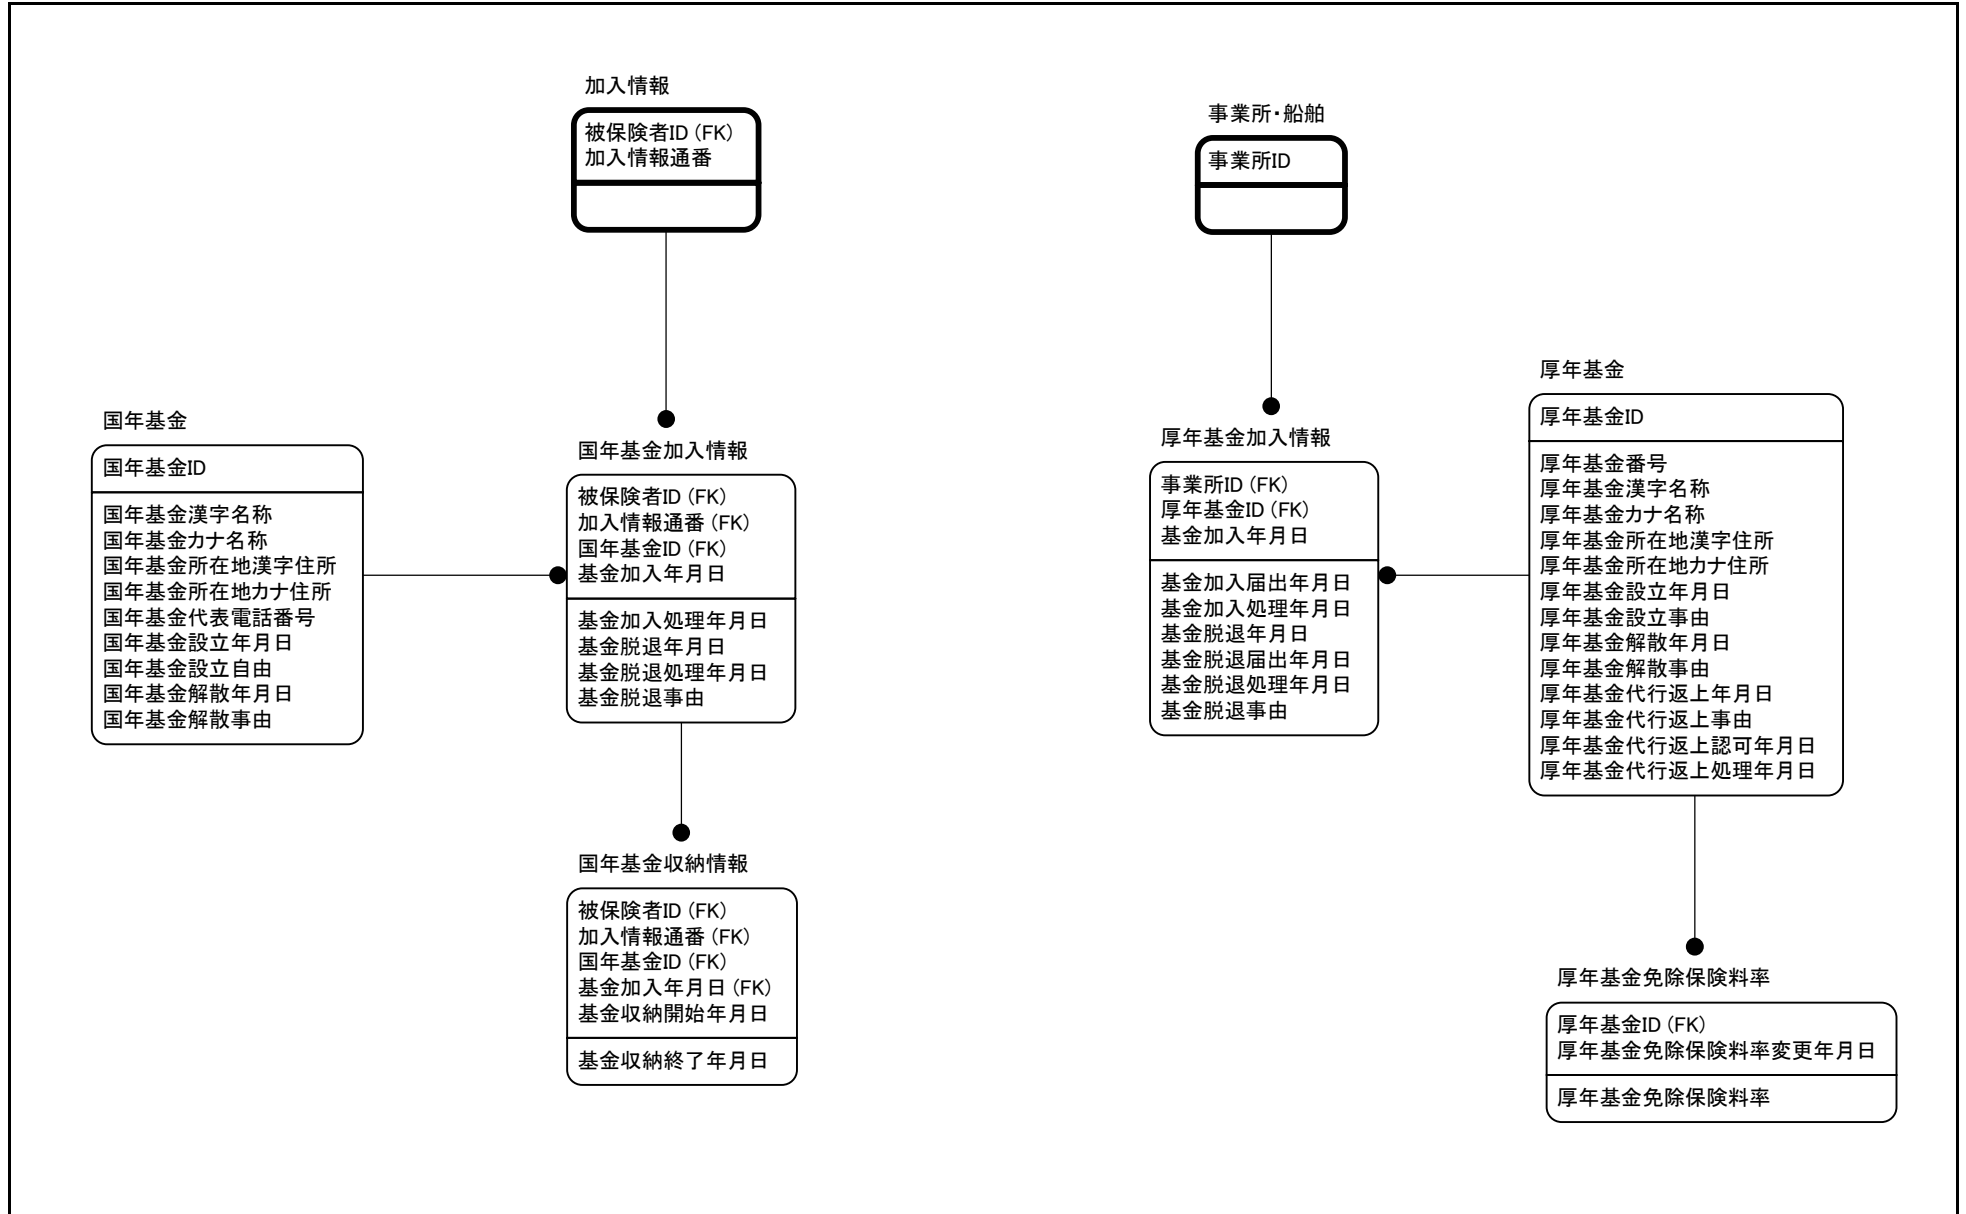 加入情報
被保険者ID (FK)
加入情報通番
事業所・船舶
事業所ID
国年基金
国年基金ID
国年基金漢字名称
国年基金カナ名称
国年基金所在地漢字住所
国年基金所在地カナ住所
国年基金代表電話番号
国年基金設立年月日
国年基金設立自由
国年基金解散年月日
国年基金解散事由
国年基金加入情報
被保険者ID (FK)
加入情報通番 (FK)
国年基金ID (FK)
基金加入年月日
基金加入処理年月日
基金脱退年月日
基金脱退処理年月日
基金脱退事由
国年基金収納情報
被保険者ID (FK)
加入情報通番 (FK)
国年基金ID (FK)
基金加入年月日 (FK)
基金収納開始年月日
基金収納終了年月日
厚年基金加入情報
事業所ID (FK)
厚年基金ID (FK)
基金加入年月日
基金加入届出年月日
基金加入処理年月日
基金脱退年月日
基金脱退届出年月日
基金脱退処理年月日
基金脱退事由
厚年基金
厚年基金ID
厚年基金番号
厚年基金漢字名称
厚年基金カナ名称
厚年基金所在地漢字住所
厚年基金所在地カナ住所
厚年基金設立年月日
厚年基金設立事由
厚年基金解散年月日
厚年基金解散事由
厚年基金代行返上年月日
厚年基金代行返上事由
厚年基金代行返上認可年月日
厚年基金代行返上処理年月日
厚年基金免除保険料率
厚年基金ID (FK)
厚年基金免除保険料率変更年月日
厚年基金免除保険料率